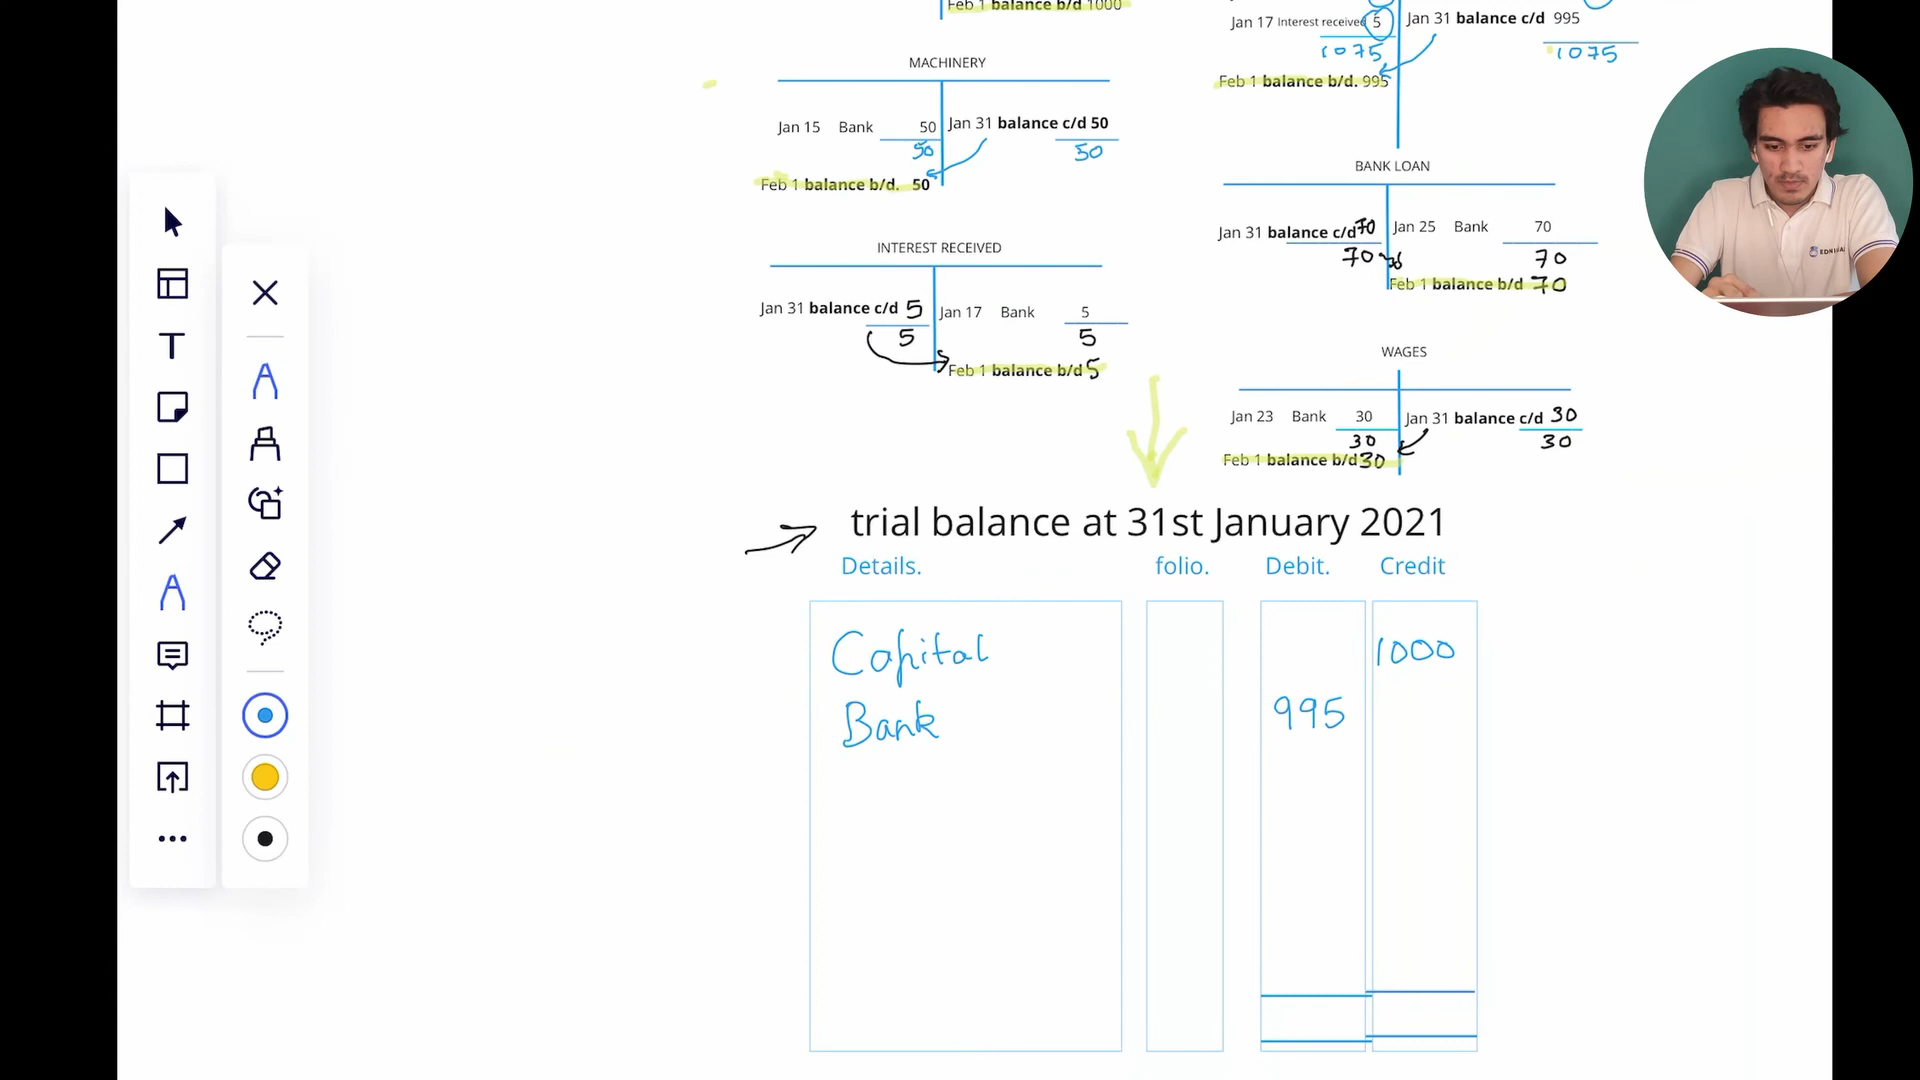 Feb 1 balance b/d 1000
Jan 17 Interest received 5
1075
Jan 31 balance c/d 995
1075
Feb 1 balance b/d. 995
MACHINERY
Jan 15 Bank 50
50
Jan 31 balance c/d 50
50
Feb 1 balance b/d. 50
BANK LOAN
Jan 31 balance c/d 70
70
Jan 25 Bank 70
70
Feb 1 balance b/d 70
INTEREST RECEIVED
Jan 31 balance c/d 5
5
Jan 17 Bank 5
5
Feb 1 balance b/d 5
WAGES
Jan 23 Bank 30
30
Jan 31 balance c/d 30
30
Feb 1 balance b/d 30
trial balance at 31st January 2021
Details. folio. Debit. Credit
Capital 1000
Bank 995
T